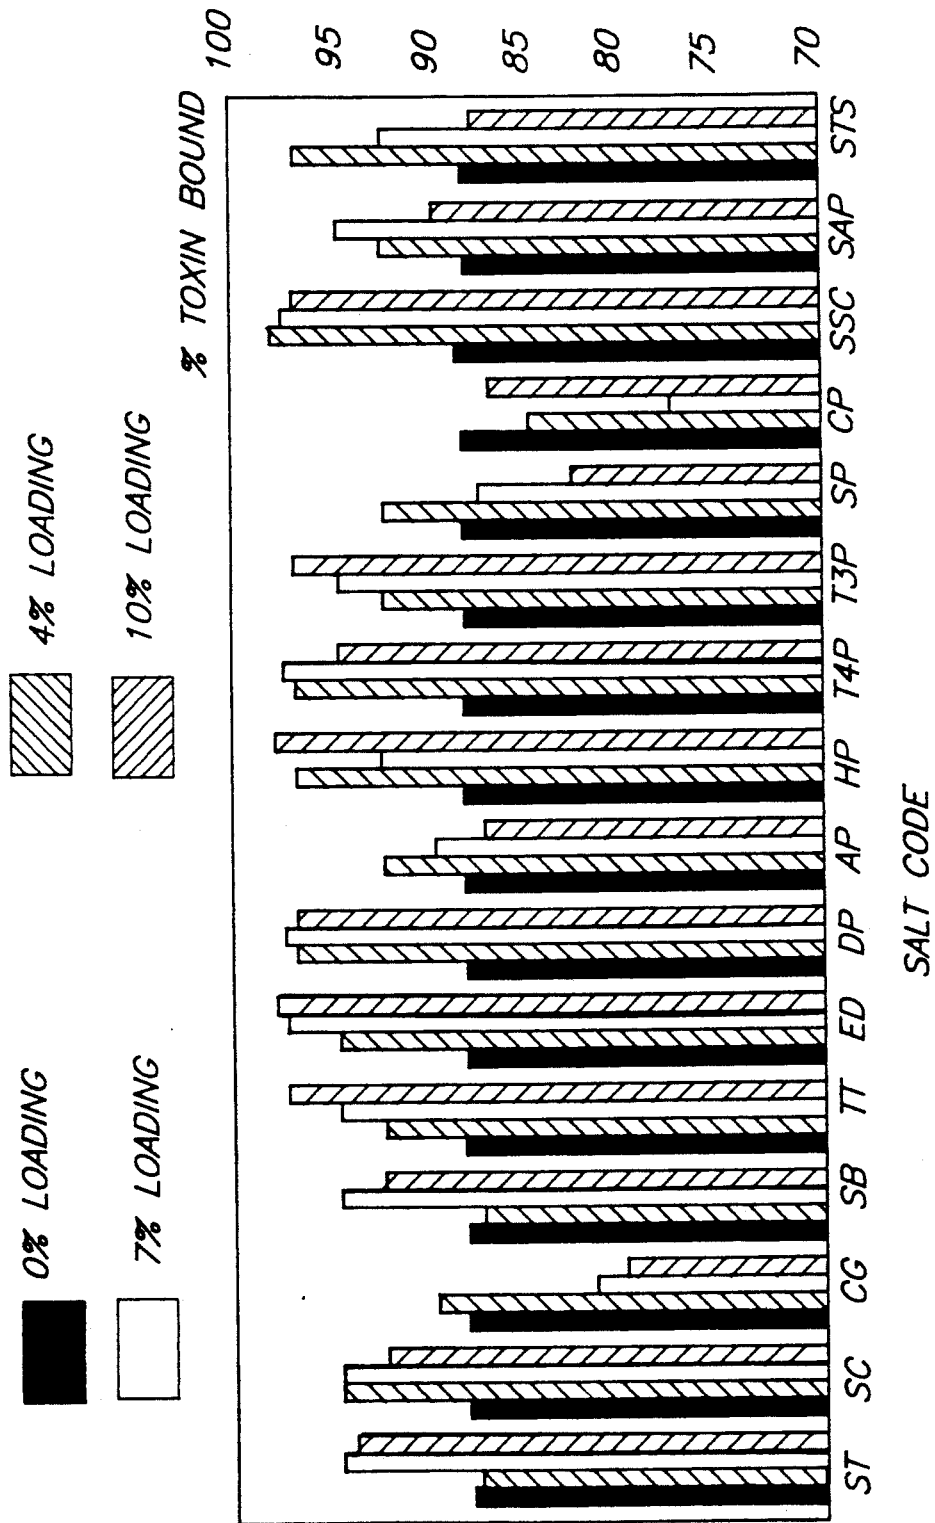 0% LOADING
4% LOADING
7% LOADING
10% LOADING
% TOXIN BOUND
100
95
90
85
80
75
70
ST SC CG SB TT ED DP AP HP T4P T3P SP CP SSC SAP STS
SALT CODE